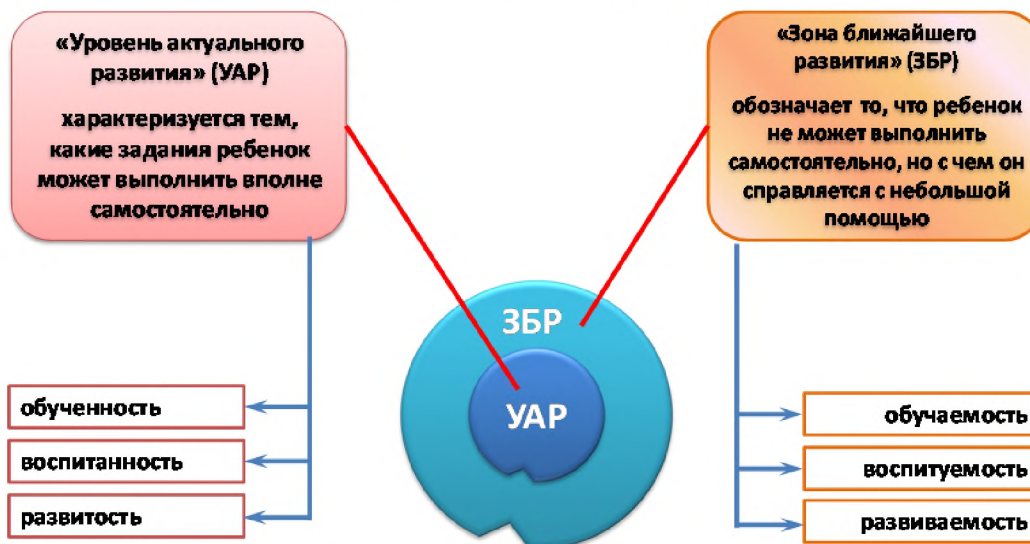 «Уровень актуального
развития» (УАР)
характеризуется тем,
какие задания ребенок
может выполнить вполне
самостоятельно
«Зона ближайшего
развития» (ЗБР)
обозначает то, что ребенок
не может выполнить
самостоятельно, но с чем он
справляется с небольшой
помощью
ЗБР
УАР
обученность
воспитанность
развитость
обучаемость
воспитуемость
развиваемость